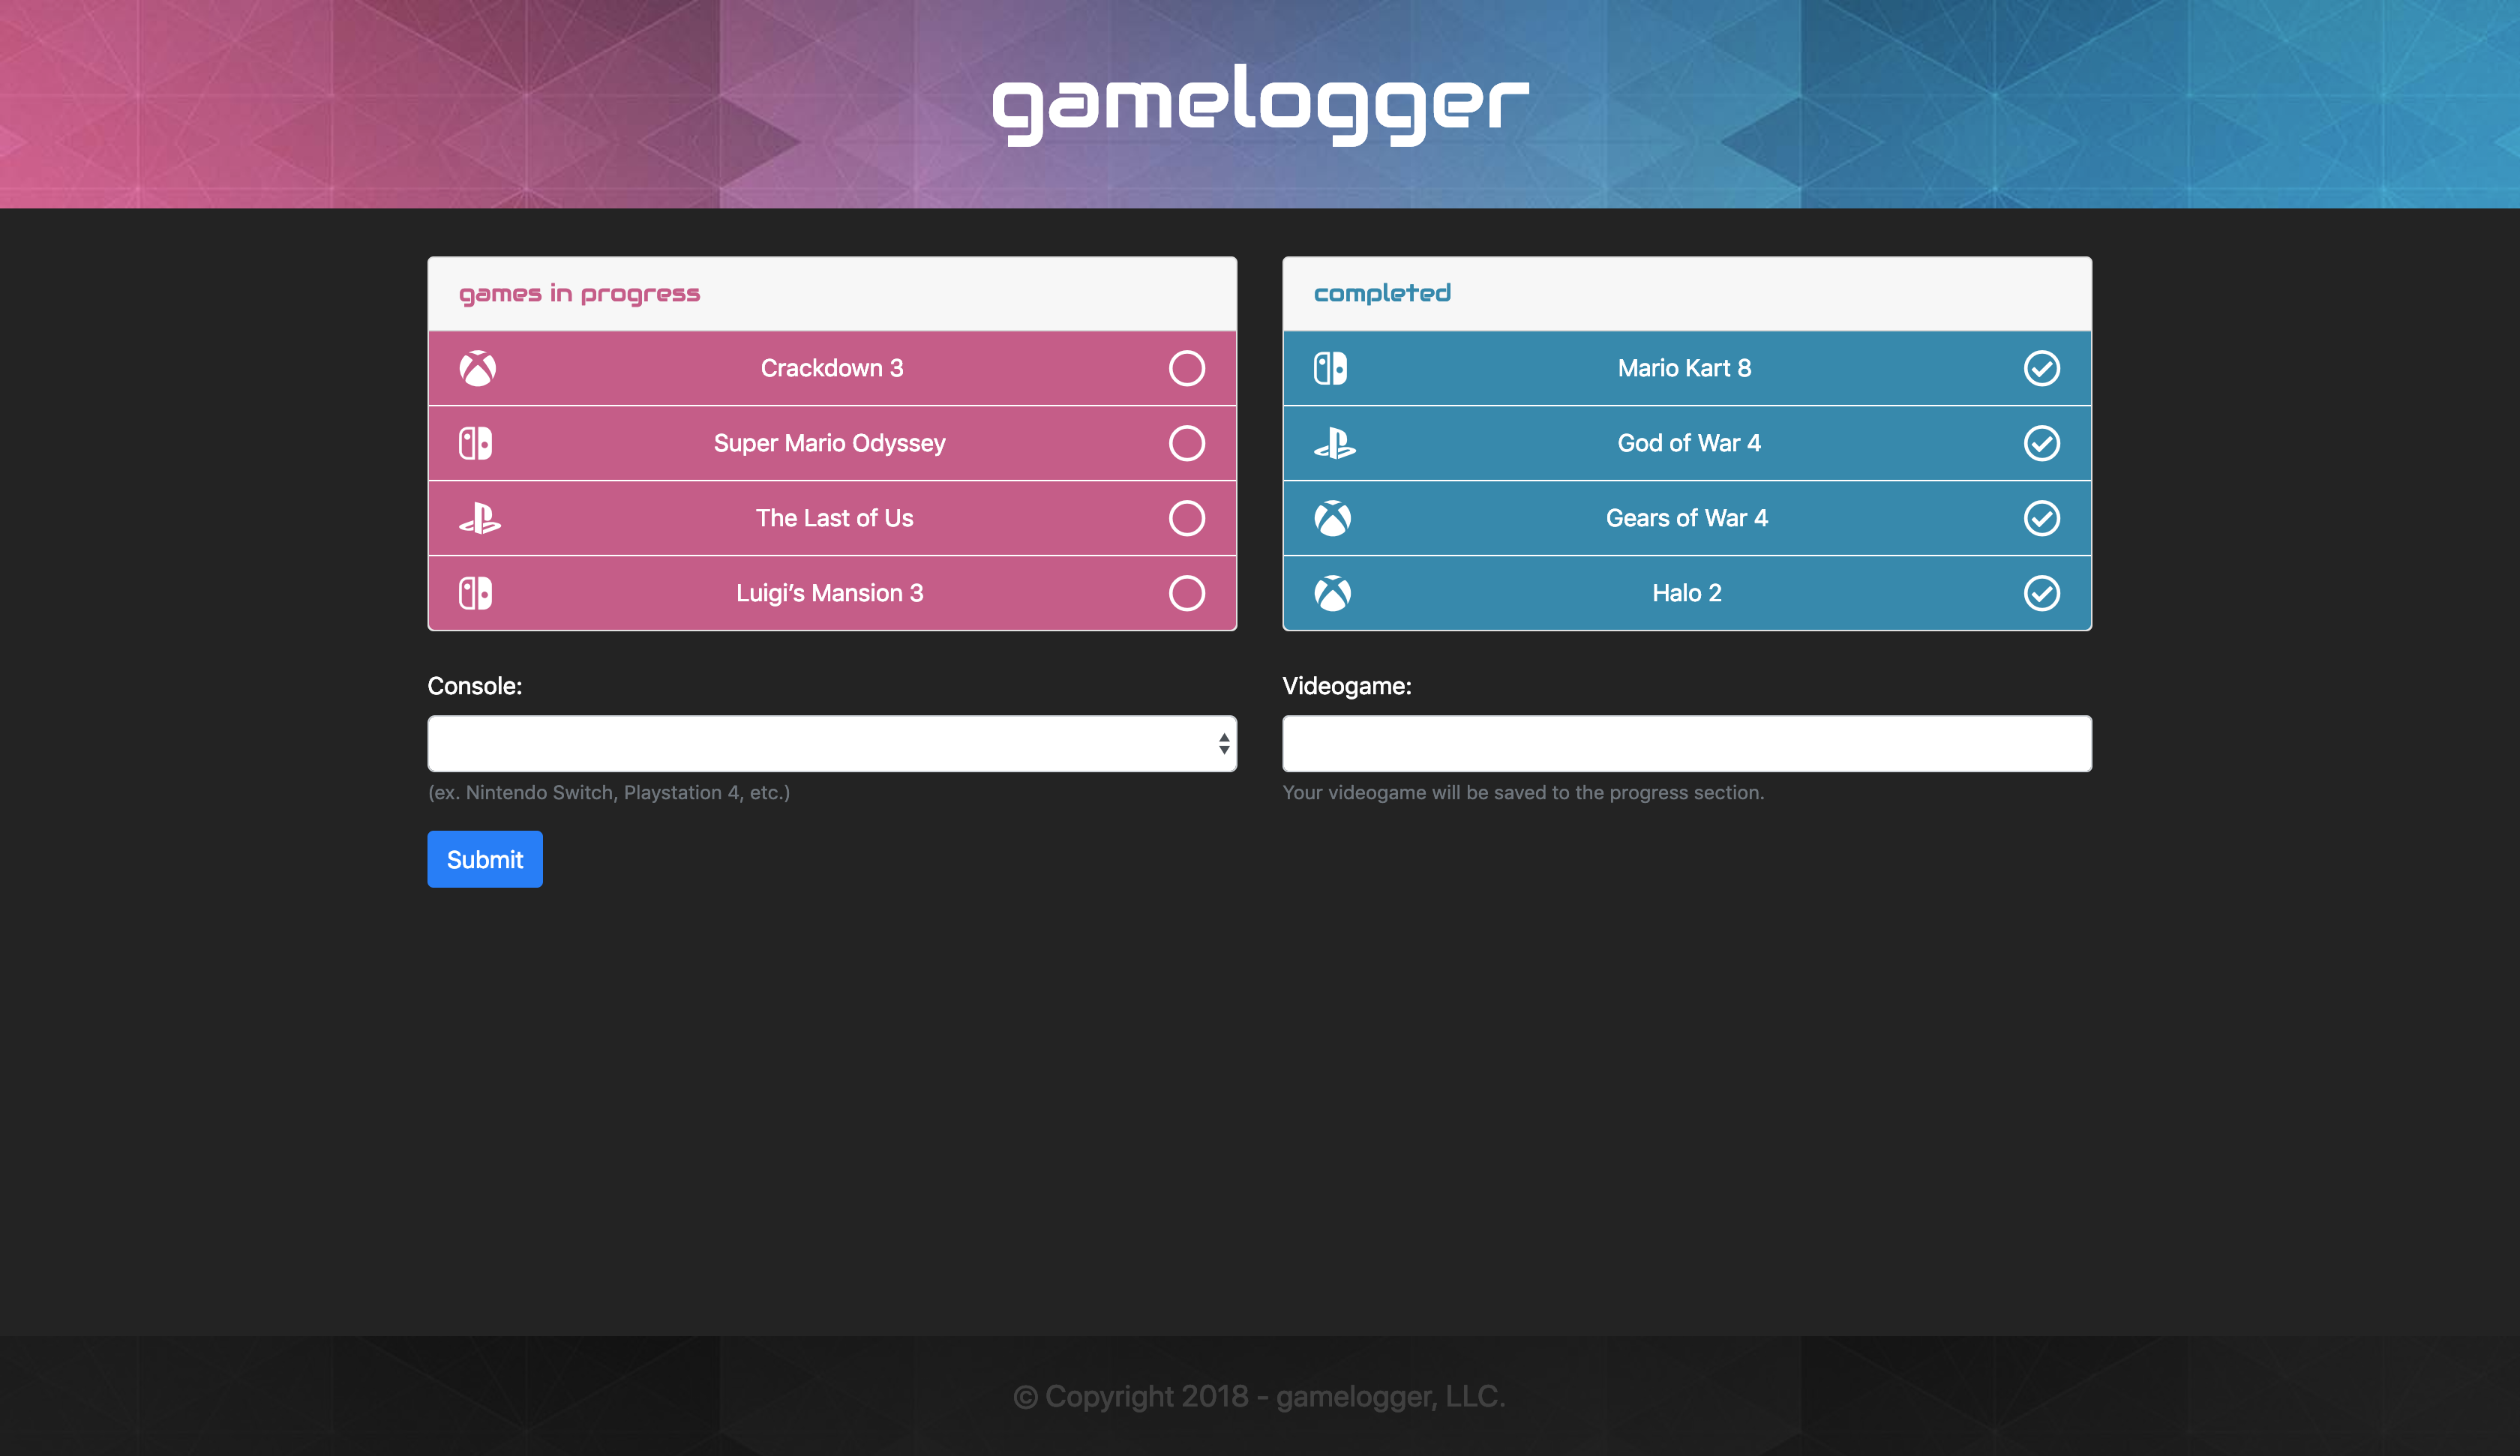 gamelogger
games in progress
Crackdown 3
Super Mario Odyssey
The Last of Us
Luigi’s Mansion 3
completed
Mario Kart 8
God of War 4
Gears of War 4
Halo 2
Console:
(ex. Nintendo Switch, Playstation 4, etc.)
Videogame:
Your videogame will be saved to the progress section.
Submit
© Copyright 2018 - gamelogger, LLC.